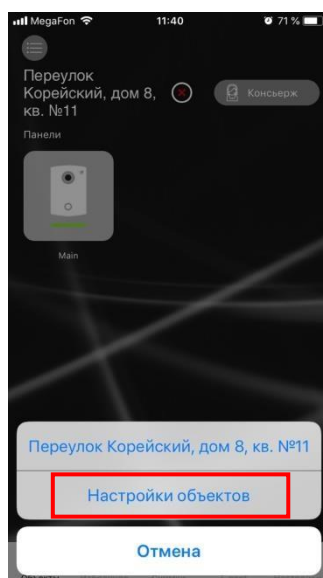 MegaFon 11:40 71 %
Переулок
Корейский, дом 8,
кв. №11
Консьерж
Панели
Main
Переулок Корейский, дом 8, кв. №11
Настройки объектов
Отмена